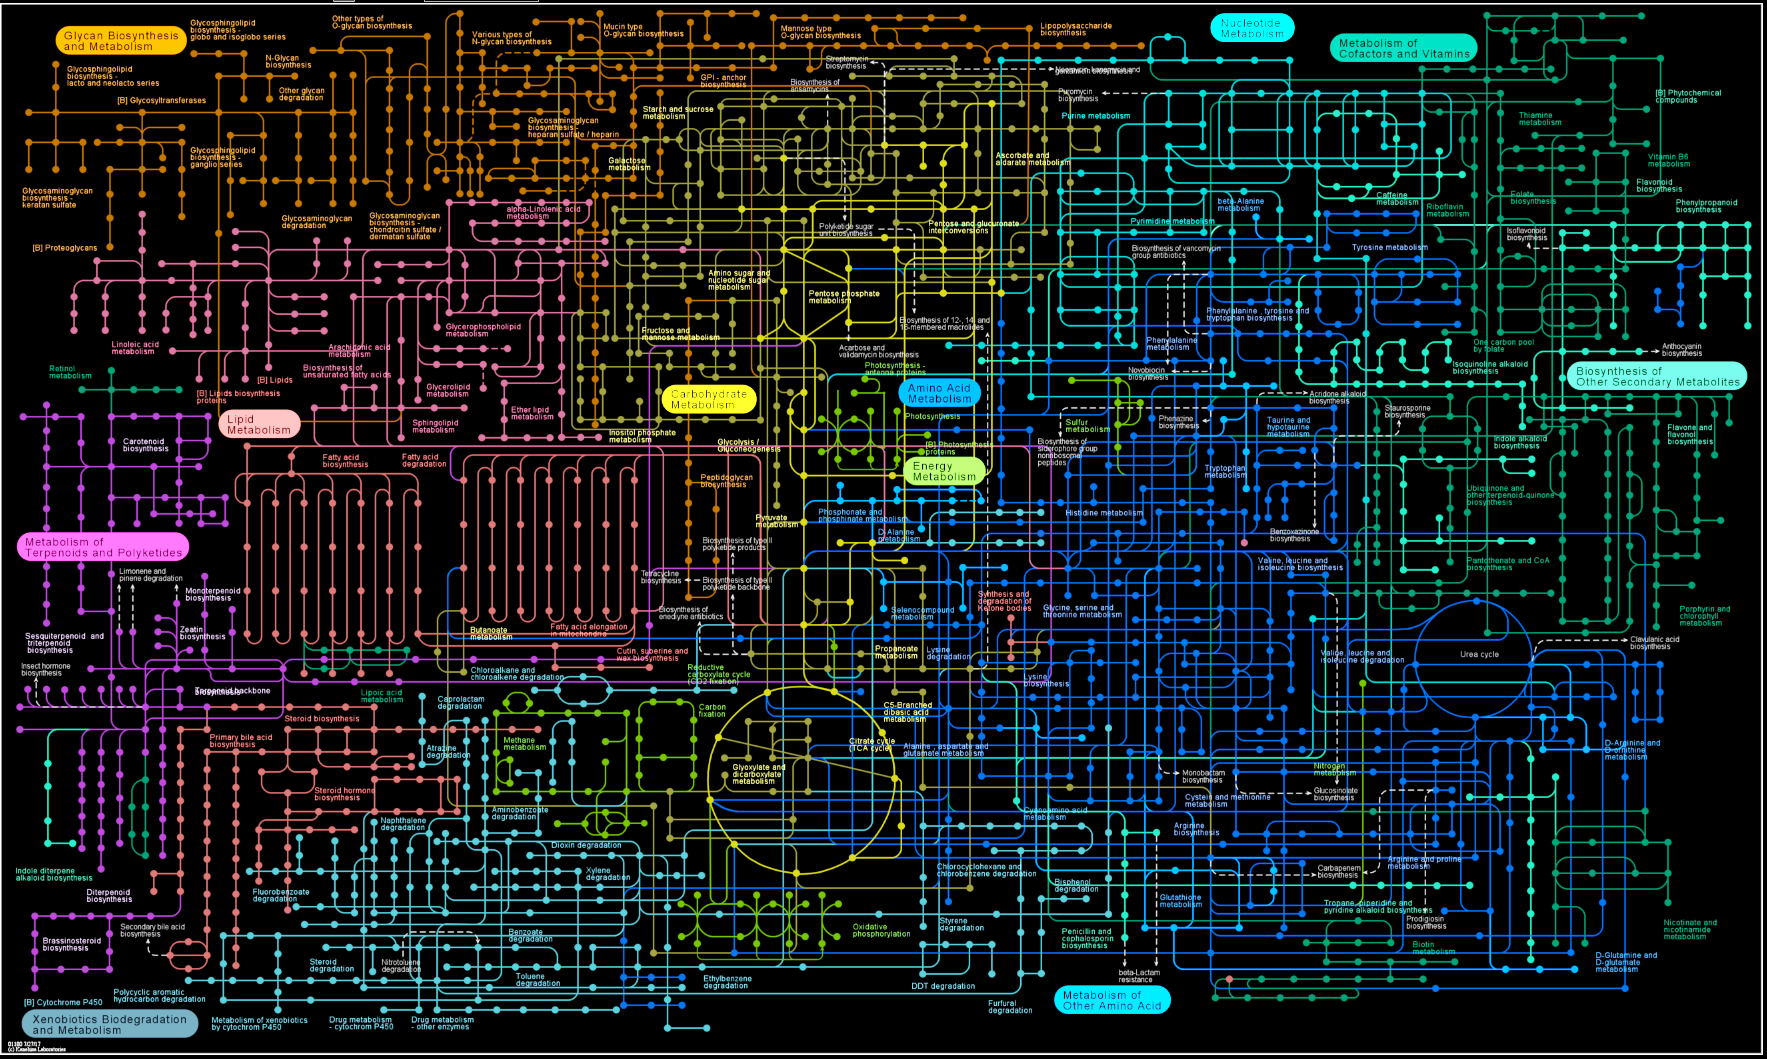 Glycan Biosynthesis
and Metabolism
Glycosphingolipid
biosynthesis -
globo and isoglobo series
Other types of
O-glycan biosynthesis
Various types of
N-glycan biosynthesis
Mucin type
O-glycan biosynthesis
Mannose type
O-glycan biosynthesis
Lipopolysaccharide
biosynthesis
Nucleotide
Metabolism
Metabolism of
Cofactors and Vitamins
Glycosphingolipid
biosynthesis -
lacto and neolacto series
N-Glycan
biosynthesis
Other glycan
degradation
[B] Glycosyltransferases
GPI - anchor
biosynthesis
Streptomycin
biosynthesis
Biosynthesis of
ansamycins
Puromycin
biosynthesis
Purine metabolism
[B] Phytochemical
compounds
Thiamine
metabolism
Starch and sucrose
metabolism
Glycosaminoglycan
biosynthesis -
heparan sulfate / heparin
Glycosphingolipid
biosynthesis -
ganglio series
Galactose
metabolism
Ascorbate and
aldarate metabolism
Vitamin B6
metabolism
Flavonoid
biosynthesis
Glycosaminoglycan
biosynthesis -
keratan sulfate
Glycosaminoglycan
degradation
Glycosaminoglycan
biosynthesis -
chondroitin sulfate /
dermatan sulfate
alpha-Linolenic acid
metabolism
Polyketide sugar
unit biosynthesis
Pentose and glucuronate
interconversions
Pyrimidine metabolism
beta-Alanine
metabolism
Caffeine
metabolism
Riboflavin
metabolism
Folate
biosynthesis
Phenylpropanoid
biosynthesis
Isoflavonoid
biosynthesis
[B] Proteoglycans
Biosynthesis of vancomycin
group antibiotics
Tyrosine metabolism
Amino sugar and
nucleotide sugar
metabolism
Pentose phosphate
metabolism
Biosynthesis of 12-, 14- and
16-membered macrolides
Phenylalanine , tyrosine and
tryptophan biosynthesis
Linoleic acid
metabolism
Arachidonic acid
metabolism
Glycerophospholipid
metabolism
Fructose and
mannose metabolism
Acarbose and
validamycin biosynthesis
Phenylalanine
metabolism
One carbon pool
by folate
Anthocyanin
biosynthesis
Retinol
metabolism
[B] Lipids
[B] Lipids biosynthesis
proteins
Biosynthesis of
unsaturated fatty acids
Glycerolipid
metabolism
Photosynthesis -
antenna proteins
Novobiocin
biosynthesis
Isoquinoline alkaloid
biosynthesis
Biosynthesis of
Other Secondary Metabolites
Carbohydrate
Metabolism
Amino Acid
Metabolism
Lipid
Metabolism
Ether lipid
metabolism
Sphingolipid
metabolism
Inositol phosphate
metabolism
Photosynthesis
[B] Photosynthesis
proteins
Sulfur
metabolism
Phenazine
biosynthesis
Acridone alkaloid
biosynthesis
Taurine and
hypotaurine
metabolism
Staurosporine
biosynthesis
Indole alkaloid
biosynthesis
Flavone and
flavonol
biosynthesis
Carotenoid
biosynthesis
Fatty acid
biosynthesis
Fatty acid
degradation
Glycolysis /
Gluconeogenesis
Biosynthesis of
siderophore group
nonribosomal
peptides
Energy
Metabolism
Tryptophan
metabolism
Peptidoglycan
biosynthesis
Ubiquinone and
other terpenoid-quinone
biosynthesis
Phosphonate and
phosphinate metabolism
Pyruvate
metabolism
D-Alanine
metabolism
Histidine metabolism
Benzoxazinone
biosynthesis
Metabolism of
Terpenoids and Polyketides
Biosynthesis of type II
polyketide products
Tetracycline
biosynthesis
Biosynthesis of type II
polyketide backbone
Valine, leucine and
isoleucine biosynthesis
Pantothenate and CoA
biosynthesis
Limonene and
pinene degradation
Monoterpenoid
biosynthesis
Biosynthesis of
enediyne antibiotics
Selenocompound
metabolism
Synthesis and
degradation of
Ketone bodies
Glycine, serine and
threonine metabolism
Porphyrin and
chlorophyll
metabolism
Sesquiterpenoid and
triterpenoid
biosynthesis
Zeatin
biosynthesis
Butanoate
metabolism
Fatty acid elongation
in mitochondria
Cutin, suberine and
wax biosynthesis
Propanoate
metabolism
Lysine
degradation
Valine, leucine and
isoleucine degradation
Urea cycle
Clavulanic acid
biosynthesis
Insect hormone
biosynthesis
Terpenoid backbone
biosynthesis
Lipoic acid
metabolism
Chloroalkane and
chloroalkene degradation
Reductive
carboxylate cycle
(CO2 fixation)
Lysine
biosynthesis
Caprolactam
degradation
Carbon
fixation
C5-Branched
dibasic acid
metabolism
Steroid biosynthesis
Primary bile acid
biosynthesis
Atrazine
degradation
Methane
metabolism
Citrate cycle
(TCA cycle)
Alanine , aspartate and
glutamate metabolism
D-Arginine and
D-ornithine
metabolism
Glyoxylate and
dicarboxylate
metabolism
Monobactam
biosynthesis
Nitrogen
metabolism
Glucosinolate
biosynthesis
Steroid hormone
biosynthesis
Aminobenzoate
degradation
Cystein and methionine
metabolism
Cyanoamino acid
metabolism
Naphthalene
degradation
Arginine
biosynthesis
Dioxin degradation
Xylene
degradation
Chlorocyclohexane and
chlorobenzene degradation
Bisphenol
degradation
Carbapenem
biosynthesis
Arginine and proline
metabolism
Indole diterpene
alkaloid biosynthesis
Diterpenoid
biosynthesis
Fluorobenzoate
degradation
Glutathione
metabolism
Tropane, piperidine and
pyridine alkaloid biosynthesis
Prodigiosin
biosynthesis
Nicotinate and
nicotinamide
metabolism
Secondary bile acid
biosynthesis
Brassinosteroid
biosynthesis
Benzoate
degradation
Styrene
degradation
Oxidative
phosphorylation
Penicillin and
cephalosporin
biosynthesis
Biotin
metabolism
D-Glutamine and
D-glutamate
metabolism
Steroid
degradation
Nitrotoluene
degradation
Toluene
degradation
Ethylbenzene
degradation
DDT degradation
beta-Lactam
resistance
[B] Cytochrome P450
Polycyclic aromatic
hydrocarbon degradation
Furfural
degradation
Metabolism of
Other Amino Acid
Xenobiotics Biodegradation
and Metabolism
Metabolism of xenobiotics
by cytochrom P450
Drug metabolism
- cytochrom P450
Drug metabolism
- other enzymes
01100 7/27/17
(c) Kanehisa Laboratories